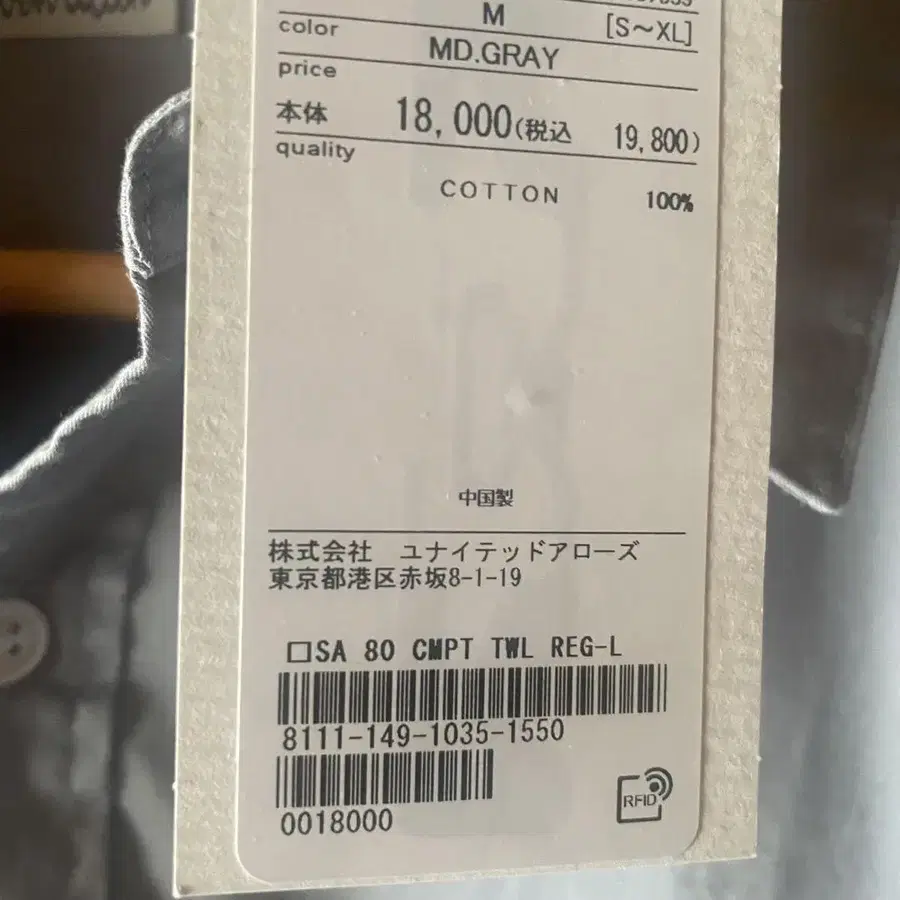 M [S〜XL]
color
MD.GRAY
price
本体 18,000(税込 19,800)
quality
COTTON 100%
中国製
株式会社 ユナイテッドアローズ
東京都港区赤坂8-1-19
□SA 80 CMPT TWL REG-L
8111-149-1035-1550
0018000
RFID